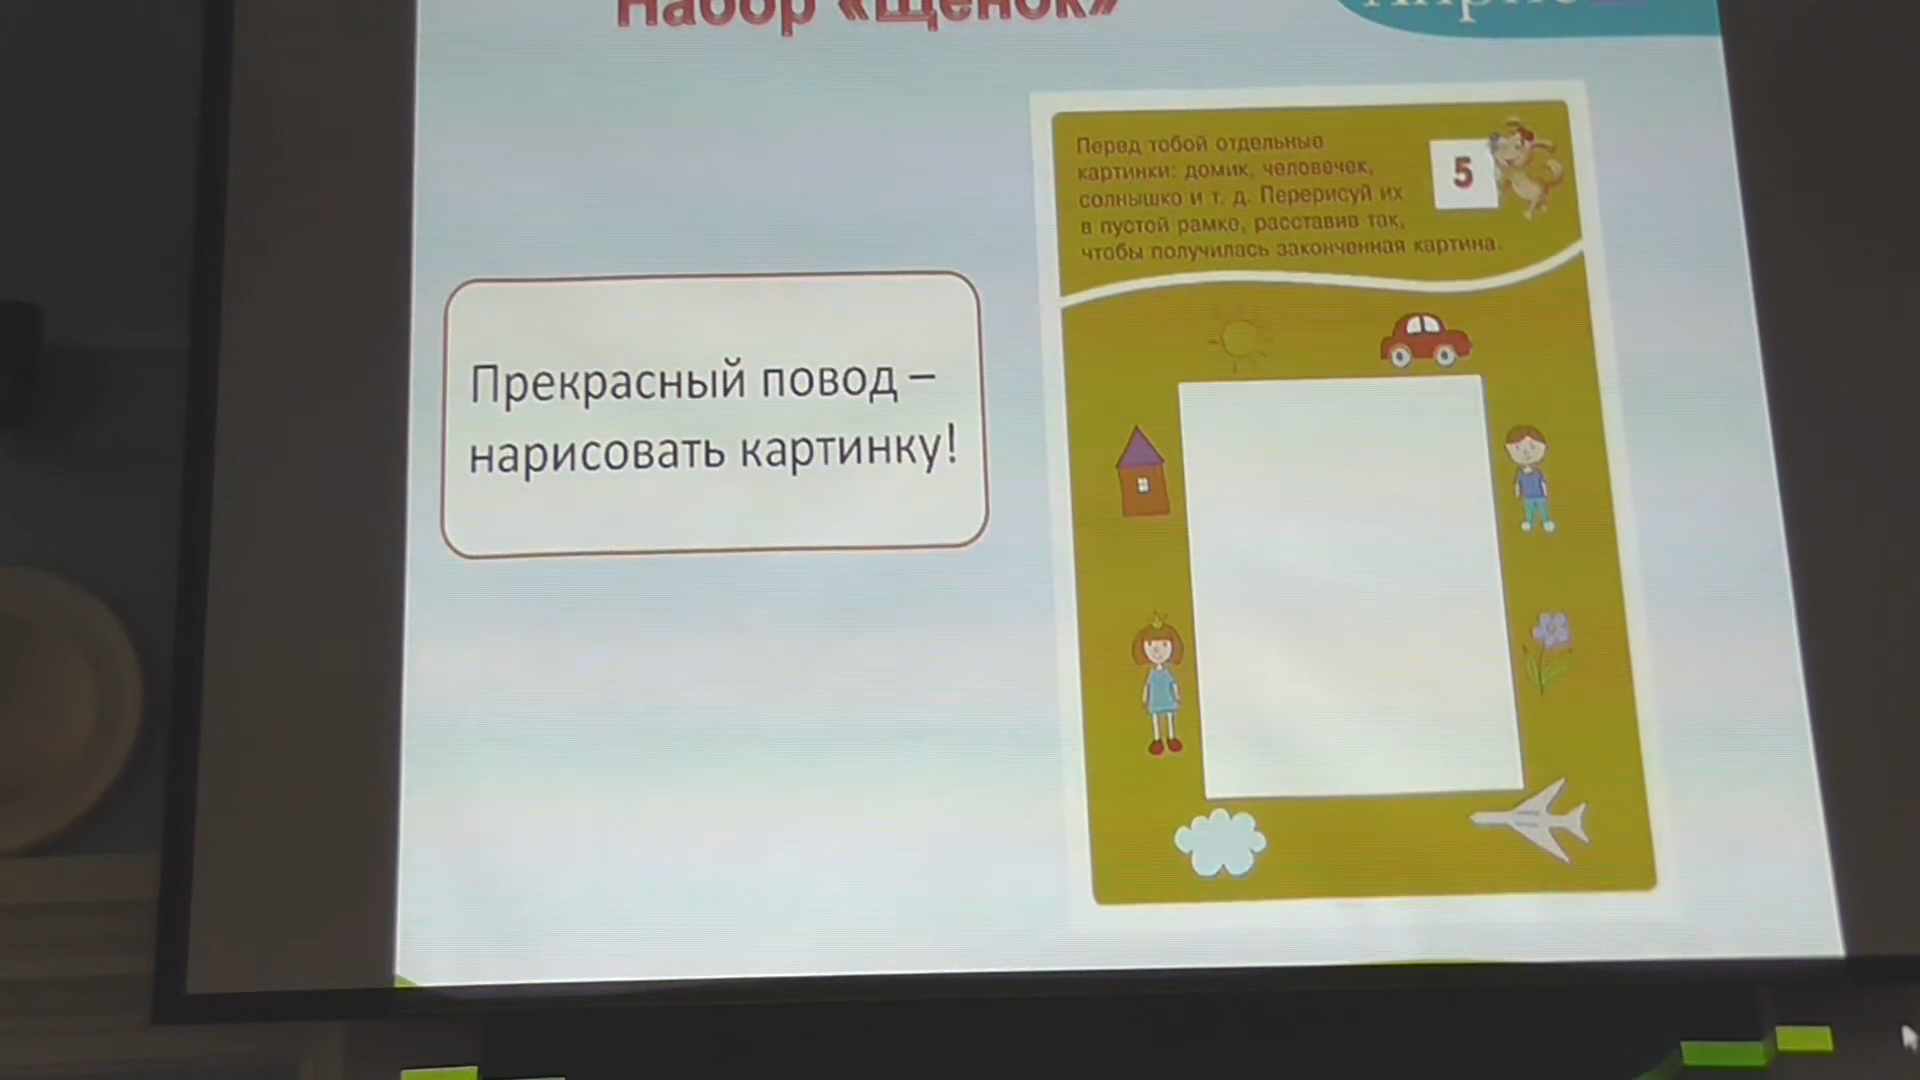 Набор «Щенок»
Прекрасный повод –
нарисовать картинку!
Перед тобой отдельные
картинки: домик, человечек,
солнышко и т. д. Перерисуй их
в пустой рамке, расставив так,
чтобы получилась законченная картина.
5